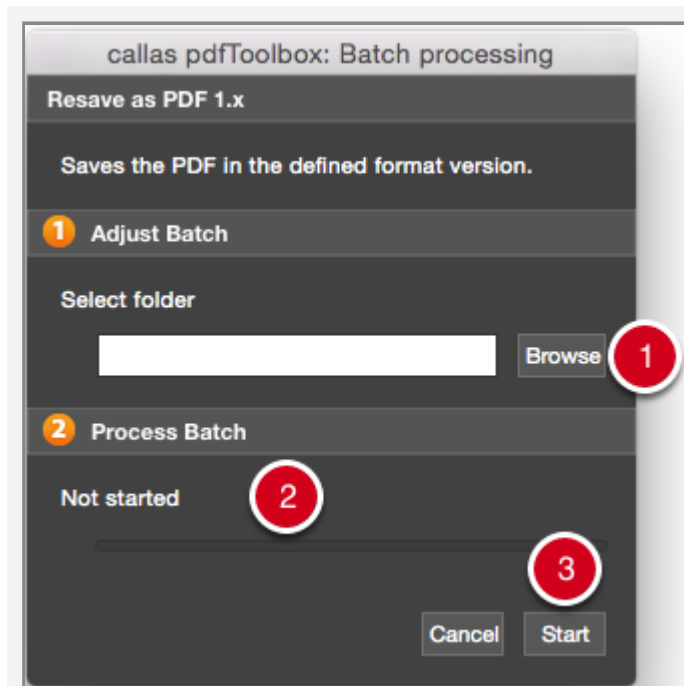 callas pdfToolbox: Batch processing
Resave as PDF 1.x
Saves the PDF in the defined format version.
1 Adjust Batch
Select folder
Browse 1
2 Process Batch
Not started 2
3
Cancel Start